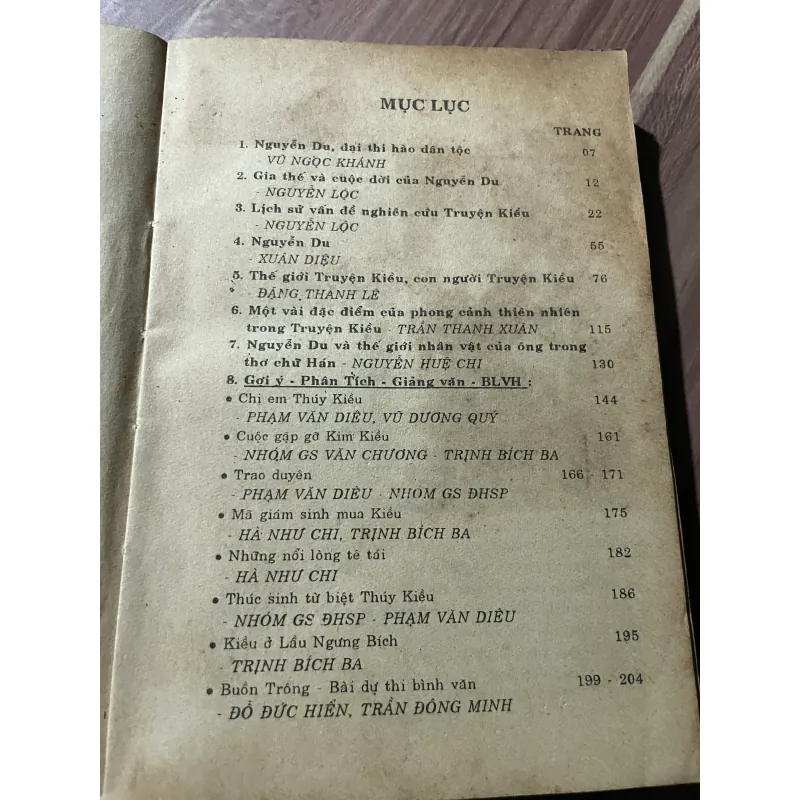 MỤC LỤC
TRANG
1. Nguyễn Du, đại thi hào dân tộc 07
- VŨ NGỌC KHÁNH
2. Gia thế và cuộc đời của Nguyễn Du 12
- NGUYỄN LỘC
3. Lịch sử vấn đề nghiên cứu Truyện Kiều 22
- NGUYỄN LỘC
4. Nguyễn Du 55
- XUÂN DIỆU
5. Thế giới Truyện Kiều, con người Truyện Kiều 76
- ĐẶNG THANH LÊ
6. Một vài đặc điểm của phong cảnh thiên nhiên
trong Truyện Kiều - TRẦN THANH XUÂN 115
7. Nguyễn Du và thế giới nhân vật của ông trong
thơ chữ Hán - NGUYỄN HUỆ CHI 130
8. Gơi ý - Phân Tích - Giảng văn - BLVH :
• Chị em Thúy Kiều 144
- PHẠM VĂN DIÊU, VŨ DƯƠNG QUÝ
• Cuộc gặp gỡ Kim Kiều 161
- NHÓM GS VĂN CHƯƠNG - TRỊNH BÍCH BA
• Trao duyên 166 - 171
- PHẠM VĂN DIÊU - NHÓM GS ĐHSP
• Mã giám sinh mua Kiều 175
- HÀ NHƯ CHI, TRỊNH BÍCH BA
• Những nổi lòng tê tái 182
- HÀ NHƯ CHI
• Thúc sinh từ biệt Thúy Kiều 186
- NHÓM GS ĐHSP - PHẠM VĂN DIÊU
• Kiều ở Lầu Ngưng Bích 195
- TRỊNH BÍCH BA
• Buồn Trông - Bài dự thi bình văn 199 - 204
- ĐỖ ĐỨC HIỂN, TRẦN ĐÔNG MINH